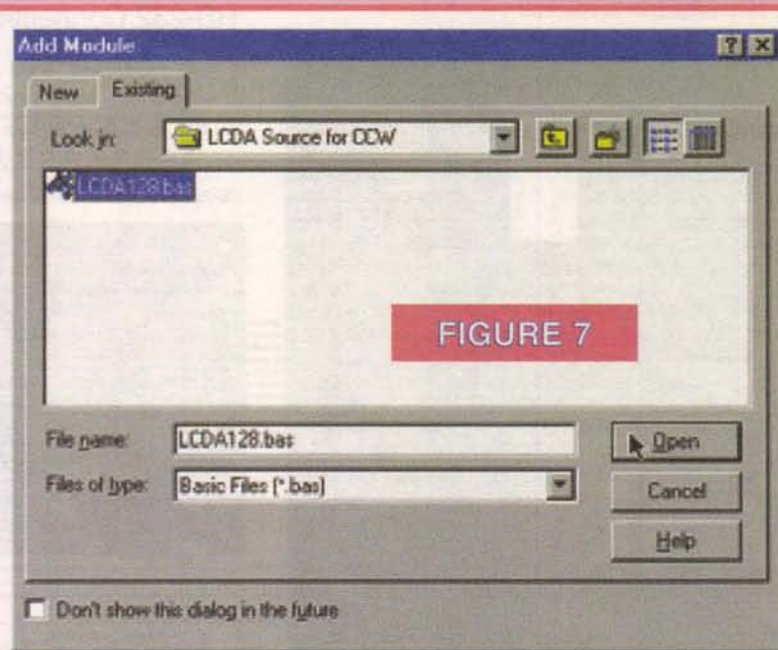 Add Module
New Existing
Look in: LCDA Source for CCW
LCDA128.bas
FIGURE 7
File name: LCDA128.bas Open
Files of type: Basic Files (*.bas) Cancel
Help
Don't show this dialog in the future